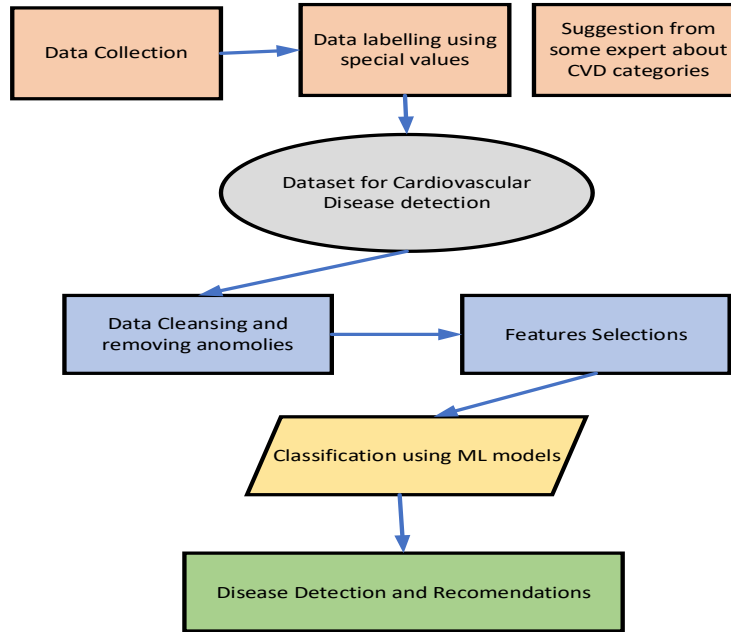 Data Collection
Data labelling using
special values
Suggestion from
some expert about
CVD categories
Dataset for Cardiovascular
Disease detection
Data Cleansing and
removing anomolies
Features Selections
Classification using ML models
Disease Detection and Recomendations